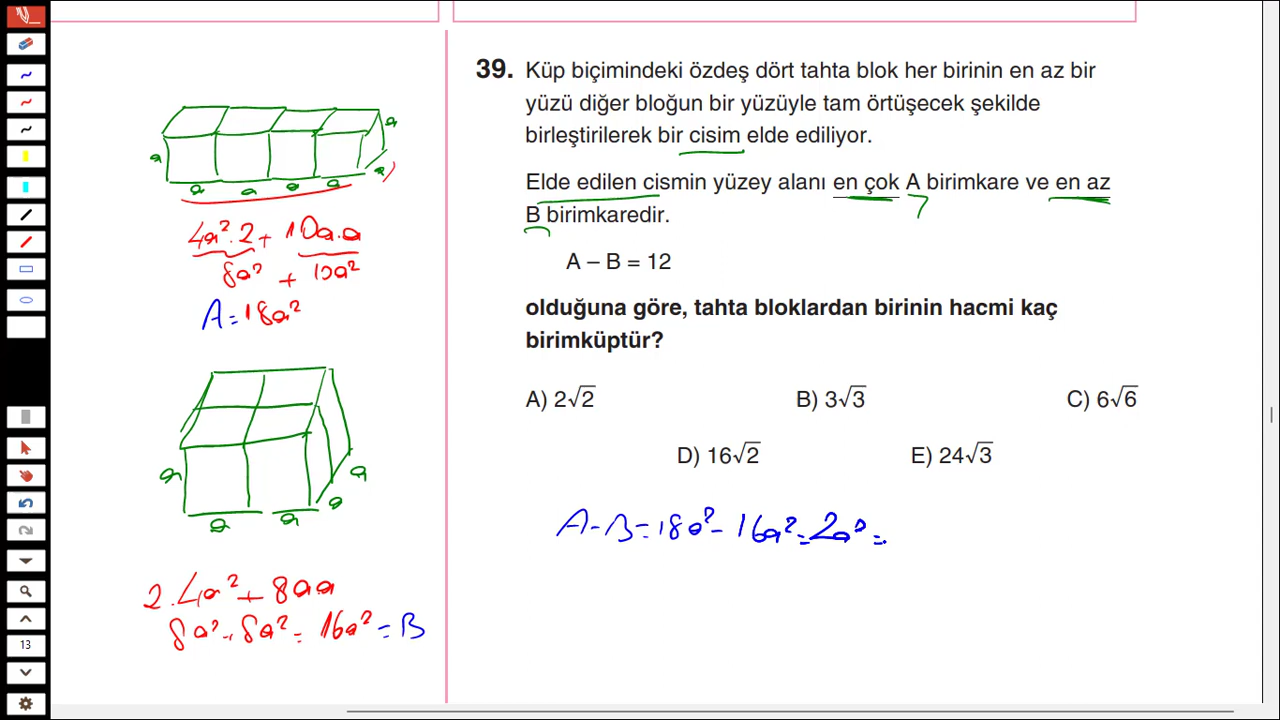 39. Küp biçimindeki özdeş dört tahta blok her birinin en az bir
yüzü diğer bloğun bir yüzüyle tam örtüşecek şekilde
birleştirilerek bir cisim elde ediliyor.
Elde edilen cismin yüzey alanı en çok A birimkare ve en az
B birimkaredir.
A – B = 12
olduğuna göre, tahta bloklardan birinin hacmi kaç
birimküptür?
A) 2√2 B) 3√3 C) 6√6
D) 16√2 E) 24√3
A-B=18a²-16a²=2a²=
a
a
a a a a a
4a².2+10a.a
8a² + 10a²
A=18a²
a a
a a a
2.4a²+8a.a
8a²+8a²=16a²=B
13